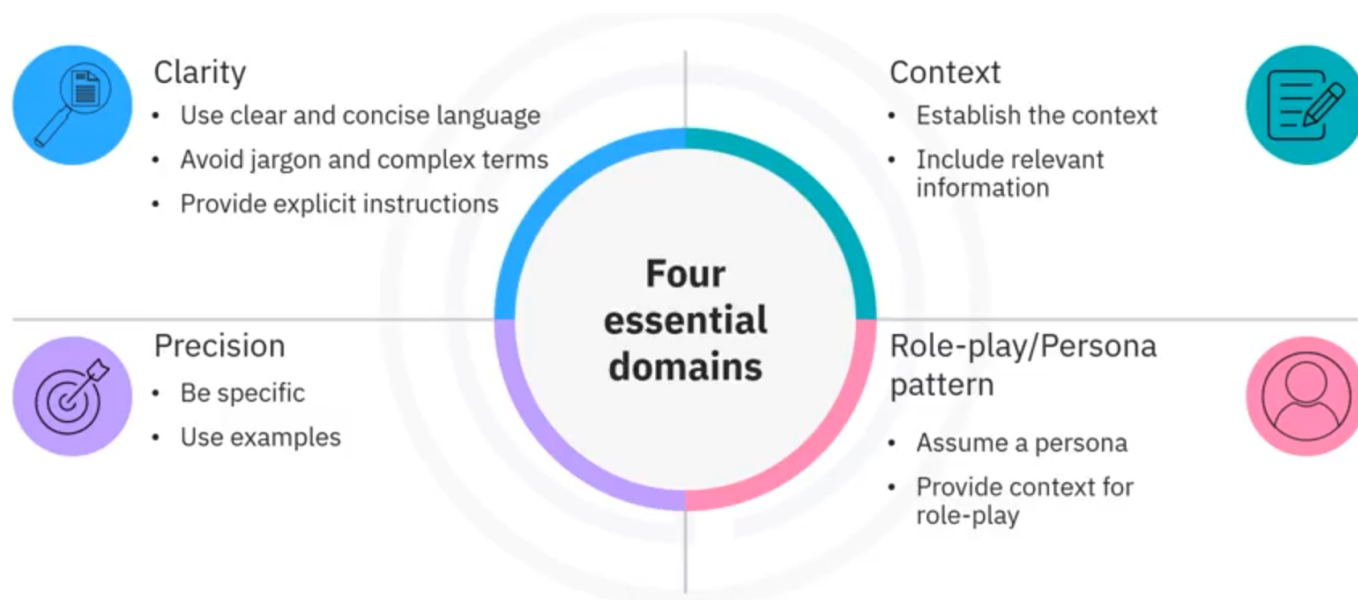 Clarity
• Use clear and concise language
• Avoid jargon and complex terms
• Provide explicit instructions
Context
• Establish the context
• Include relevant
information
Four
essential
domains
Precision
• Be specific
• Use examples
Role-play/Persona
pattern
• Assume a persona
• Provide context for
role-play